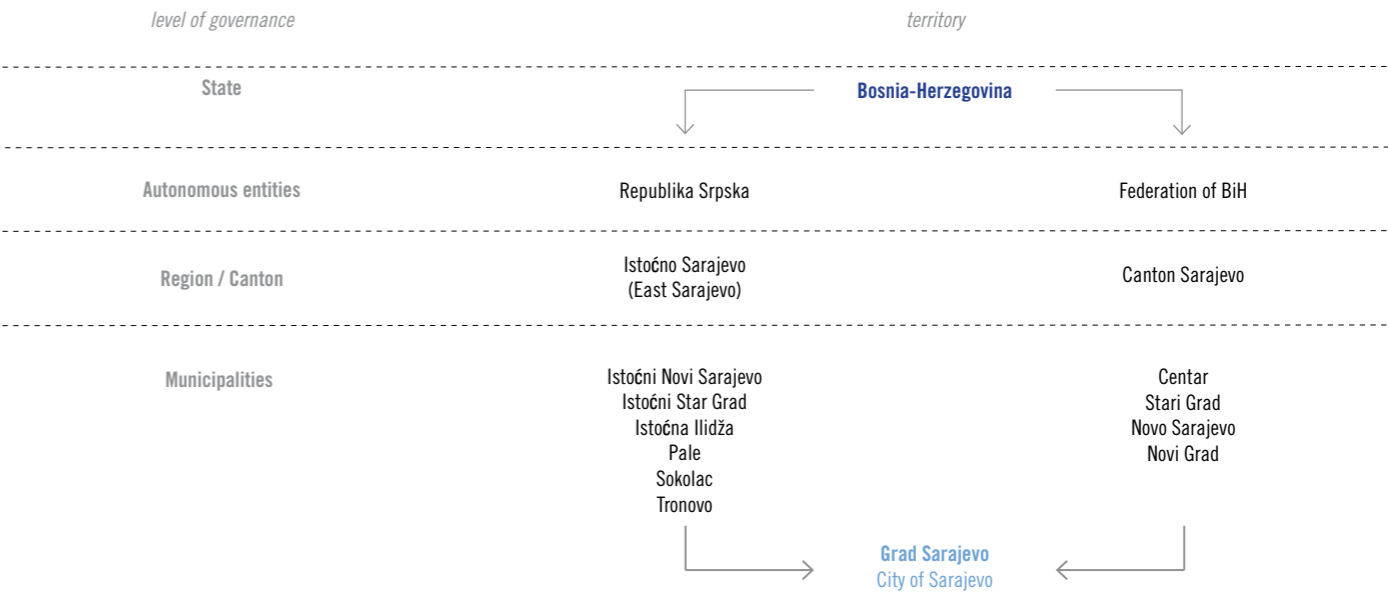 level of governance
territory
State
Bosnia-Herzegovina
Autonomous entities
Republika Srpska
Federation of BiH
Region / Canton
Istoćno Sarajevo
(East Sarajevo)
Canton Sarajevo
Municipalities
Istoćni Novi Sarajevo
Istoćni Star Grad
Istoćna Ilidža
Pale
Sokolac
Tronovo
Centar
Stari Grad
Novo Sarajevo
Novi Grad
Grad Sarajevo
City of Sarajevo